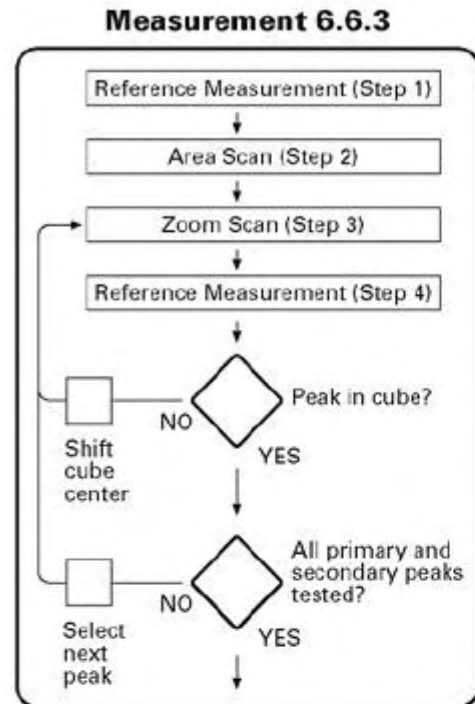 Measurement 6.6.3
Reference Measurement (Step 1)
Area Scan (Step 2)
Zoom Scan (Step 3)
Reference Measurement (Step 4)
Peak in cube?
NO
YES
Shift
cube
center
All primary and
secondary peaks
tested?
NO
YES
Select
next
peak